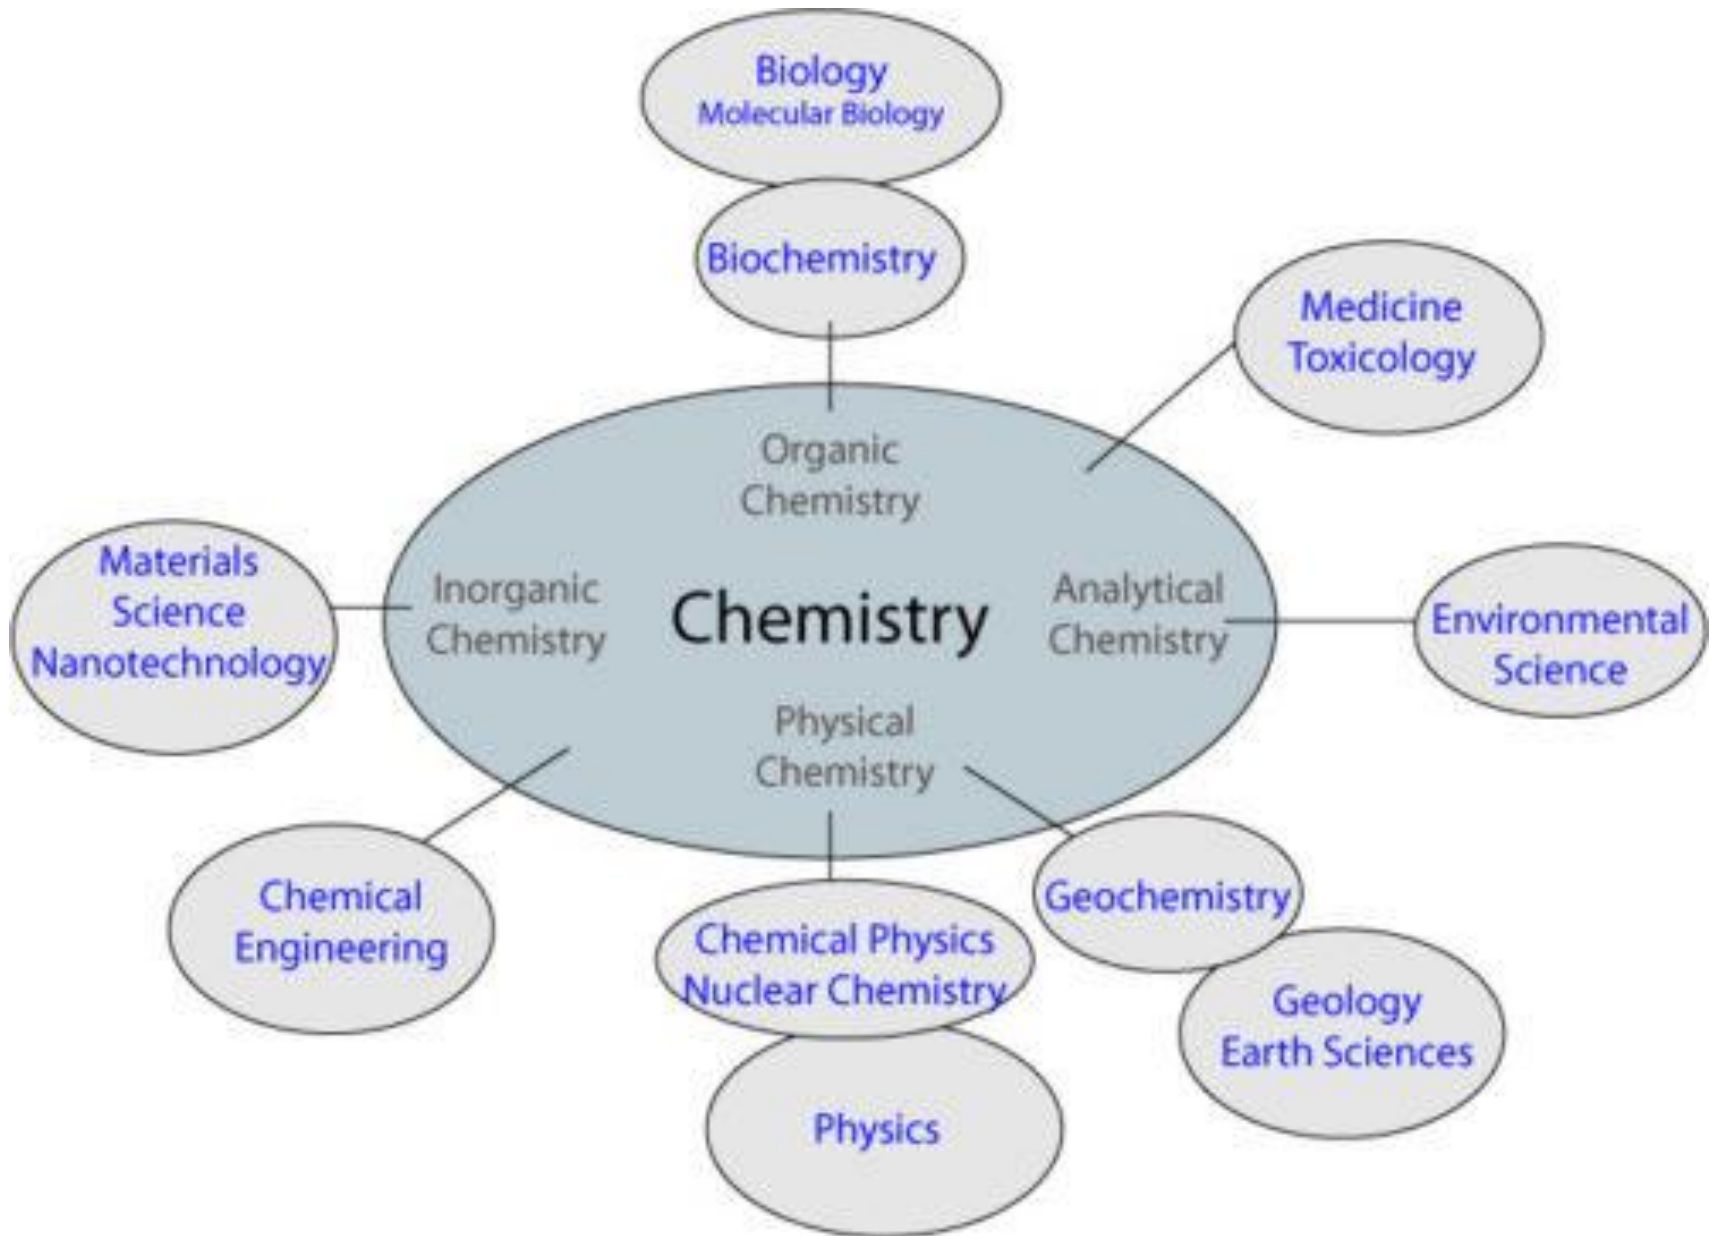 Biology
Molecular Biology
Biochemistry
Medicine
Toxicology
Organic
Chemistry
Materials
Science
Nanotechnology
Inorganic
Chemistry
Chemistry
Analytical
Chemistry
Environmental
Science
Physical
Chemistry
Chemical
Engineering
Chemical Physics
Nuclear Chemistry
Geochemistry
Geology
Earth Sciences
Physics